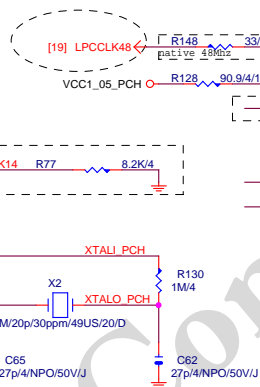 R148 33/
[19] LPCCLK48
native 48Mhz
R128 90.9/4/1
VCC1_05_PCH
K14 R77 8.2K/4
XTALI_PCH
R130
1M/4
X2
XTALO_PCH
M/20p/30ppm/49US/20/D
C65 C62
27p/4/NPO/50V/J 27p/4/NPO/50V/J